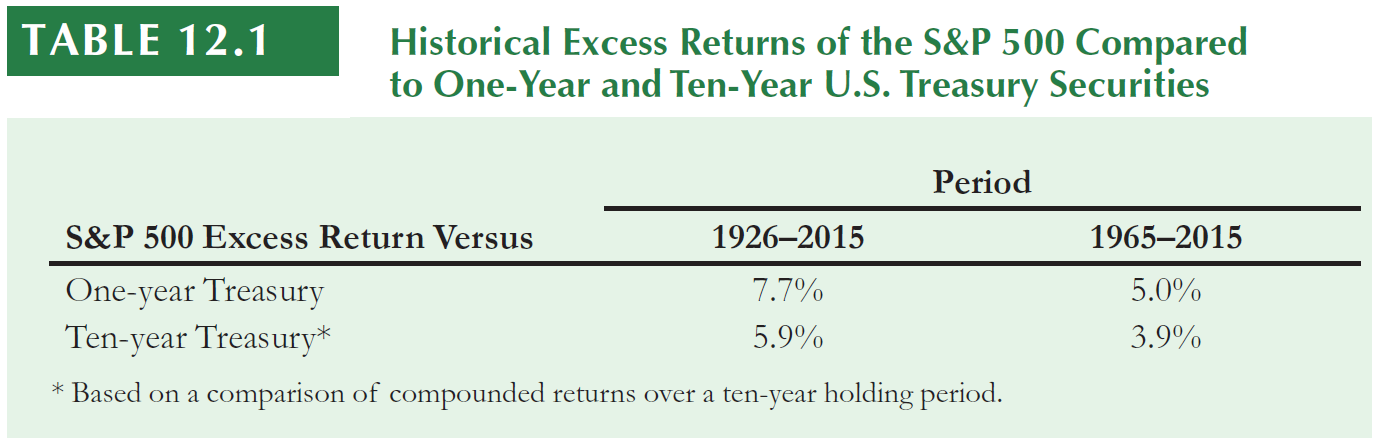 TABLE 12.1
Historical Excess Returns of the S&P 500 Compared
to One-Year and Ten-Year U.S. Treasury Securities
Period
S&P 500 Excess Return Versus 1926–2015 1965–2015
One-year Treasury 7.7% 5.0%
Ten-year Treasury* 5.9% 3.9%
* Based on a comparison of compounded returns over a ten-year holding period.